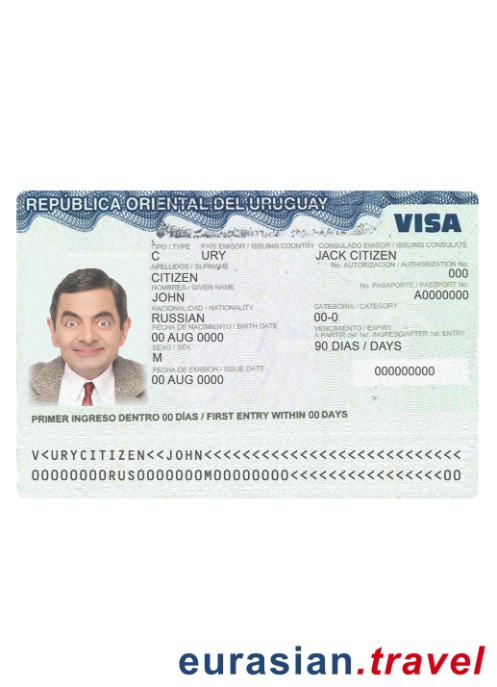 REPÚBLICA ORIENTAL DEL URUGUAY
VISA
TIPO / TYPE PAIS EMISOR / ISSUING COUNTRY CONSULADO EMISOR / ISSUING CONSULATE
C URY JACK CITIZEN
APELLIDOS / SURNAME No. AUTORIZACION / AUTHORIZATION No.
CITIZEN 000
NOMBRES / GIVEN NAME No. PASAPORTE / PASSPORT No.
JOHN A0000000
NACIONALIDAD / NATIONALITY CATEGORIA / CATEGORY
RUSSIAN 00-0
FECHA DE NACIMIENTO / BIRTH DATE VENCIMIENTO / EXPIRY
00 AUG 0000 A PARTIR del 1er. INGRESO/AFTER 1st. ENTRY
SEXO / SEX 90 DIAS / DAYS
M
FECHA DE EMISIÓN / ISSUE DATE 000000000
00 AUG 0000
PRIMER INGRESO DENTRO 00 DÍAS / FIRST ENTRY WITHIN 00 DAYS
V<URYCITIZEN<<JOHN<<<<<<<<<<<<<<<<<<<<<<<<<<
00000000RUS0000000M00000000<<<<<<<<<<<<<<<00
eurasian.travel